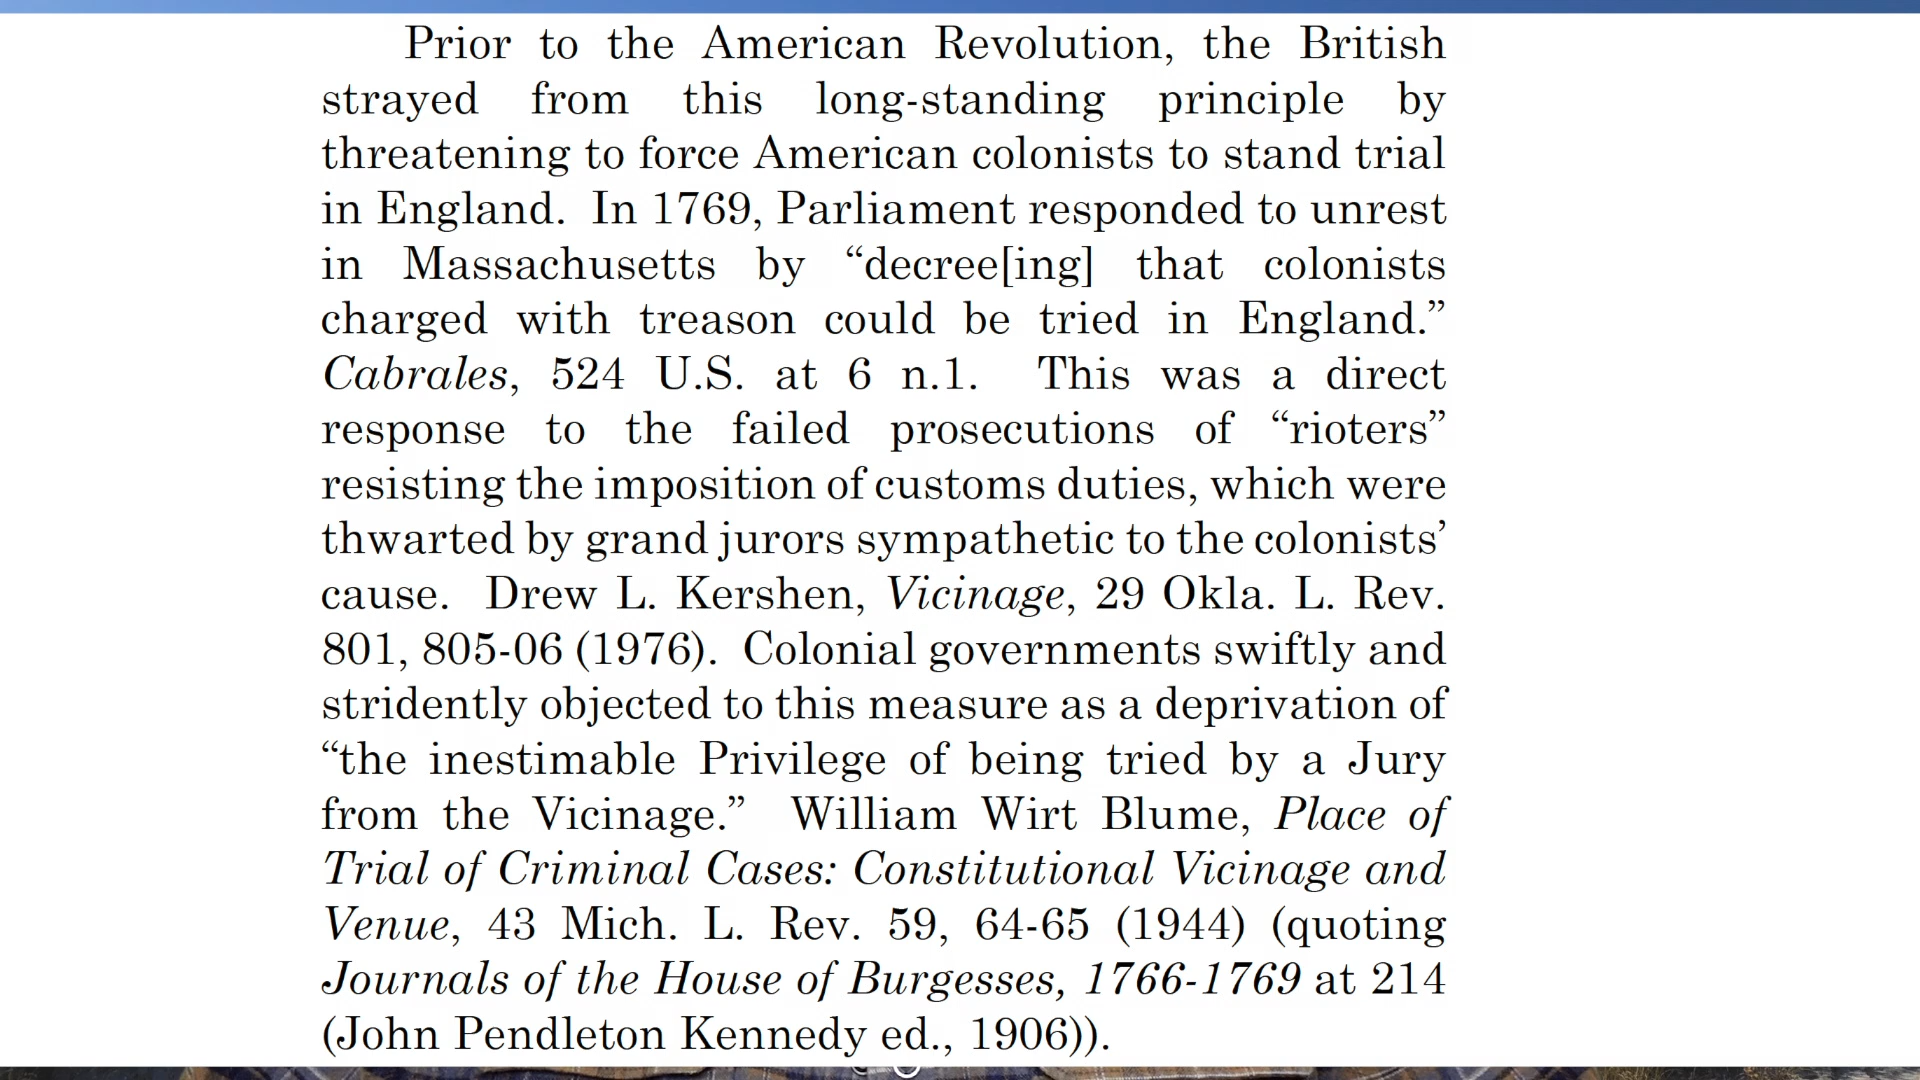 Prior to the American Revolution, the British
strayed from this long-standing principle by
threatening to force American colonists to stand trial
in England. In 1769, Parliament responded to unrest
in Massachusetts by “decree[ing] that colonists
charged with treason could be tried in England.”
Cabrales, 524 U.S. at 6 n.1. This was a direct
response to the failed prosecutions of “rioters”
resisting the imposition of customs duties, which were
thwarted by grand jurors sympathetic to the colonists’
cause. Drew L. Kershen, Vicinage, 29 Okla. L. Rev.
801, 805-06 (1976). Colonial governments swiftly and
stridently objected to this measure as a deprivation of
“the inestimable Privilege of being tried by a Jury
from the Vicinage.” William Wirt Blume, Place of
Trial of Criminal Cases: Constitutional Vicinage and
Venue, 43 Mich. L. Rev. 59, 64-65 (1944) (quoting
Journals of the House of Burgesses, 1766-1769 at 214
(John Pendleton Kennedy ed., 1906)).